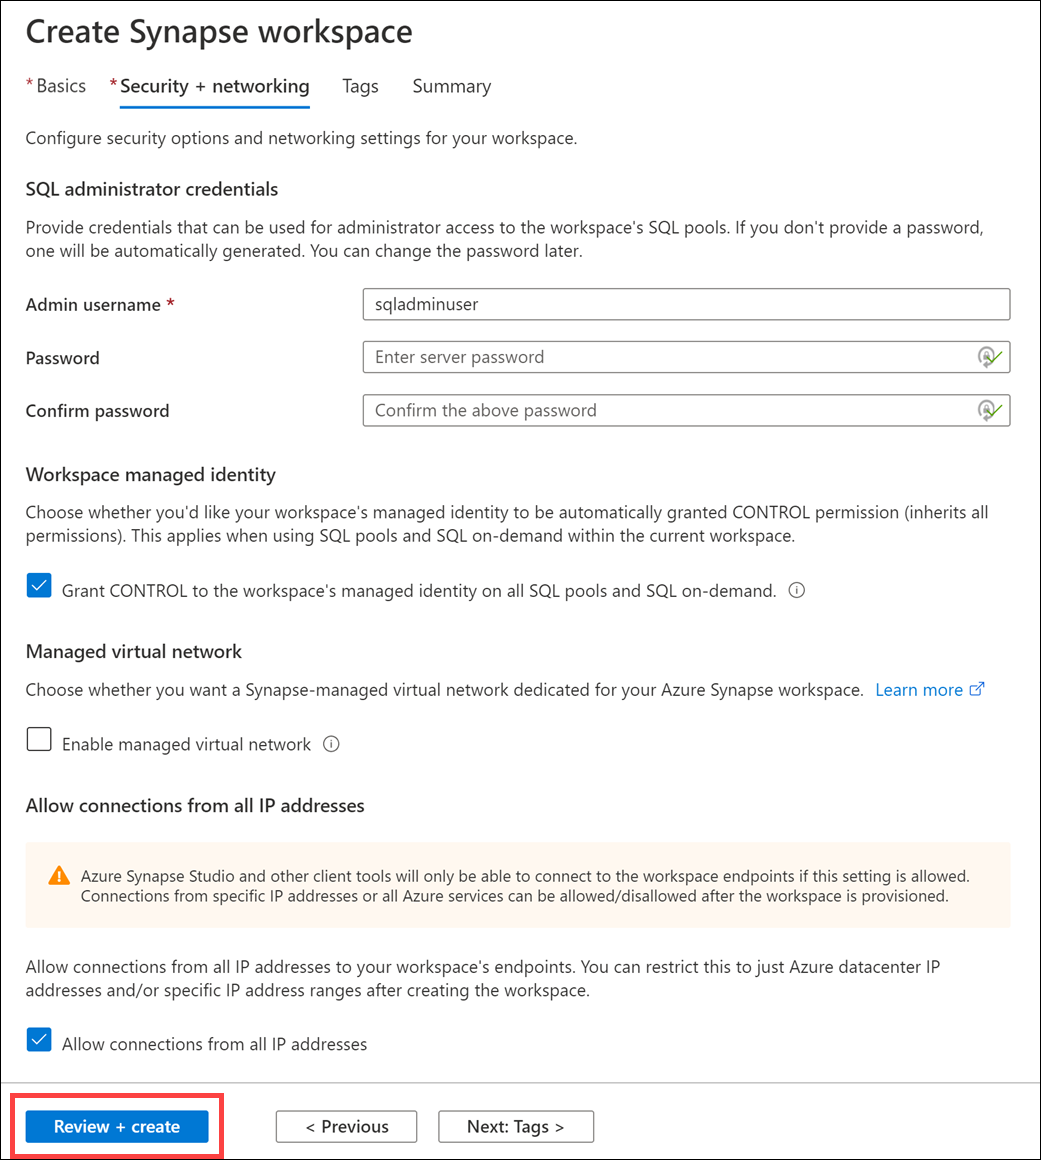 Create Synapse workspace
* Basics * Security + networking Tags Summary
Configure security options and networking settings for your workspace.
SQL administrator credentials
Provide credentials that can be used for administrator access to the workspace's SQL pools. If you don't provide a password,
one will be automatically generated. You can change the password later.
Admin username * sqladminuser
Password Enter server password
Confirm password Confirm the above password
Workspace managed identity
Choose whether you'd like your workspace's managed identity to be automatically granted CONTROL permission (inherits all
permissions). This applies when using SQL pools and SQL on-demand within the current workspace.
Grant CONTROL to the workspace's managed identity on all SQL pools and SQL on-demand.
Managed virtual network
Choose whether you want a Synapse-managed virtual network dedicated for your Azure Synapse workspace. Learn more
Enable managed virtual network
Allow connections from all IP addresses
Azure Synapse Studio and other client tools will only be able to connect to the workspace endpoints if this setting is allowed.
Connections from specific IP addresses or all Azure services can be allowed/disallowed after the workspace is provisioned.
Allow connections from all IP addresses to your workspace's endpoints. You can restrict this to just Azure datacenter IP
addresses and/or specific IP address ranges after creating the workspace.
Allow connections from all IP addresses
Review + create < Previous Next: Tags >